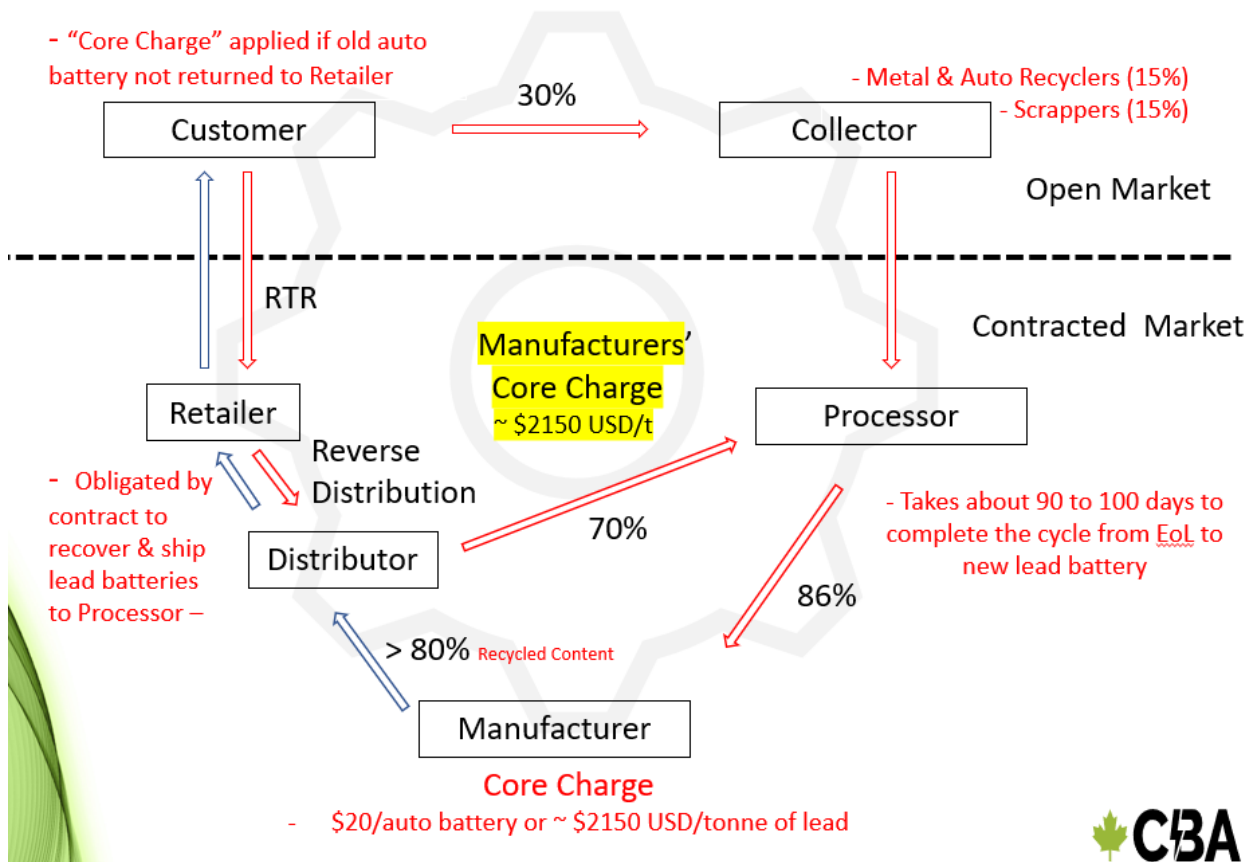 - “Core Charge” applied if old auto
battery not returned to Retailer
30%
- Metal & Auto Recyclers (15%)
- Scrappers (15%)
Customer
Collector
Open Market
RTR
Contracted  Market
Manufacturers’
Core Charge
~ $2150 USD/t
Retailer
Processor
Reverse
Distribution
- Obligated by
contract to
recover & ship
lead batteries
to Processor –
Distributor
70%
- Takes about 90 to 100 days to
complete the cycle from EoL to
new lead battery
86%
> 80% Recycled Content
Manufacturer
Core Charge
- $20/auto battery or ~ $2150 USD/tonne of lead
CBA